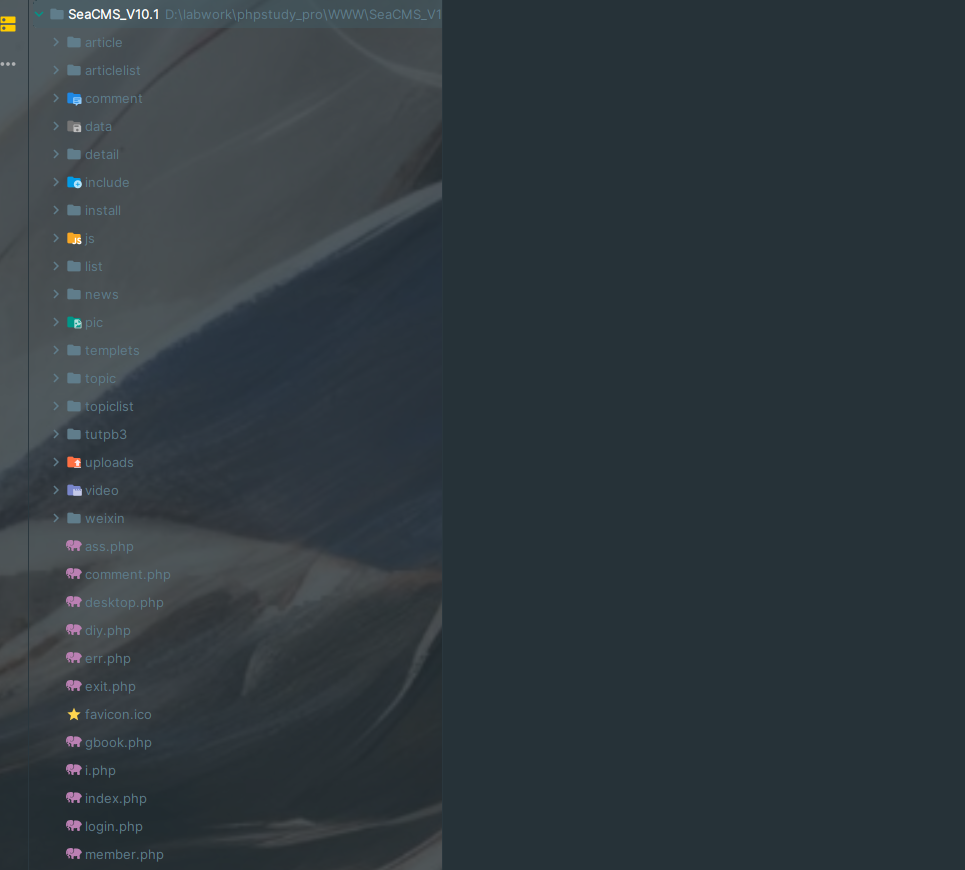 SeaCMS_V10.1 D:\labwork\phpstudy_pro\WWW\SeaCMS_V1
article
articlelist
comment
data
detail
include
install
js
list
news
pic
templets
topic
topiclist
tutpb3
uploads
video
weixin
ass.php
comment.php
desktop.php
diy.php
err.php
exit.php
favicon.ico
gbook.php
i.php
index.php
login.php
member.php